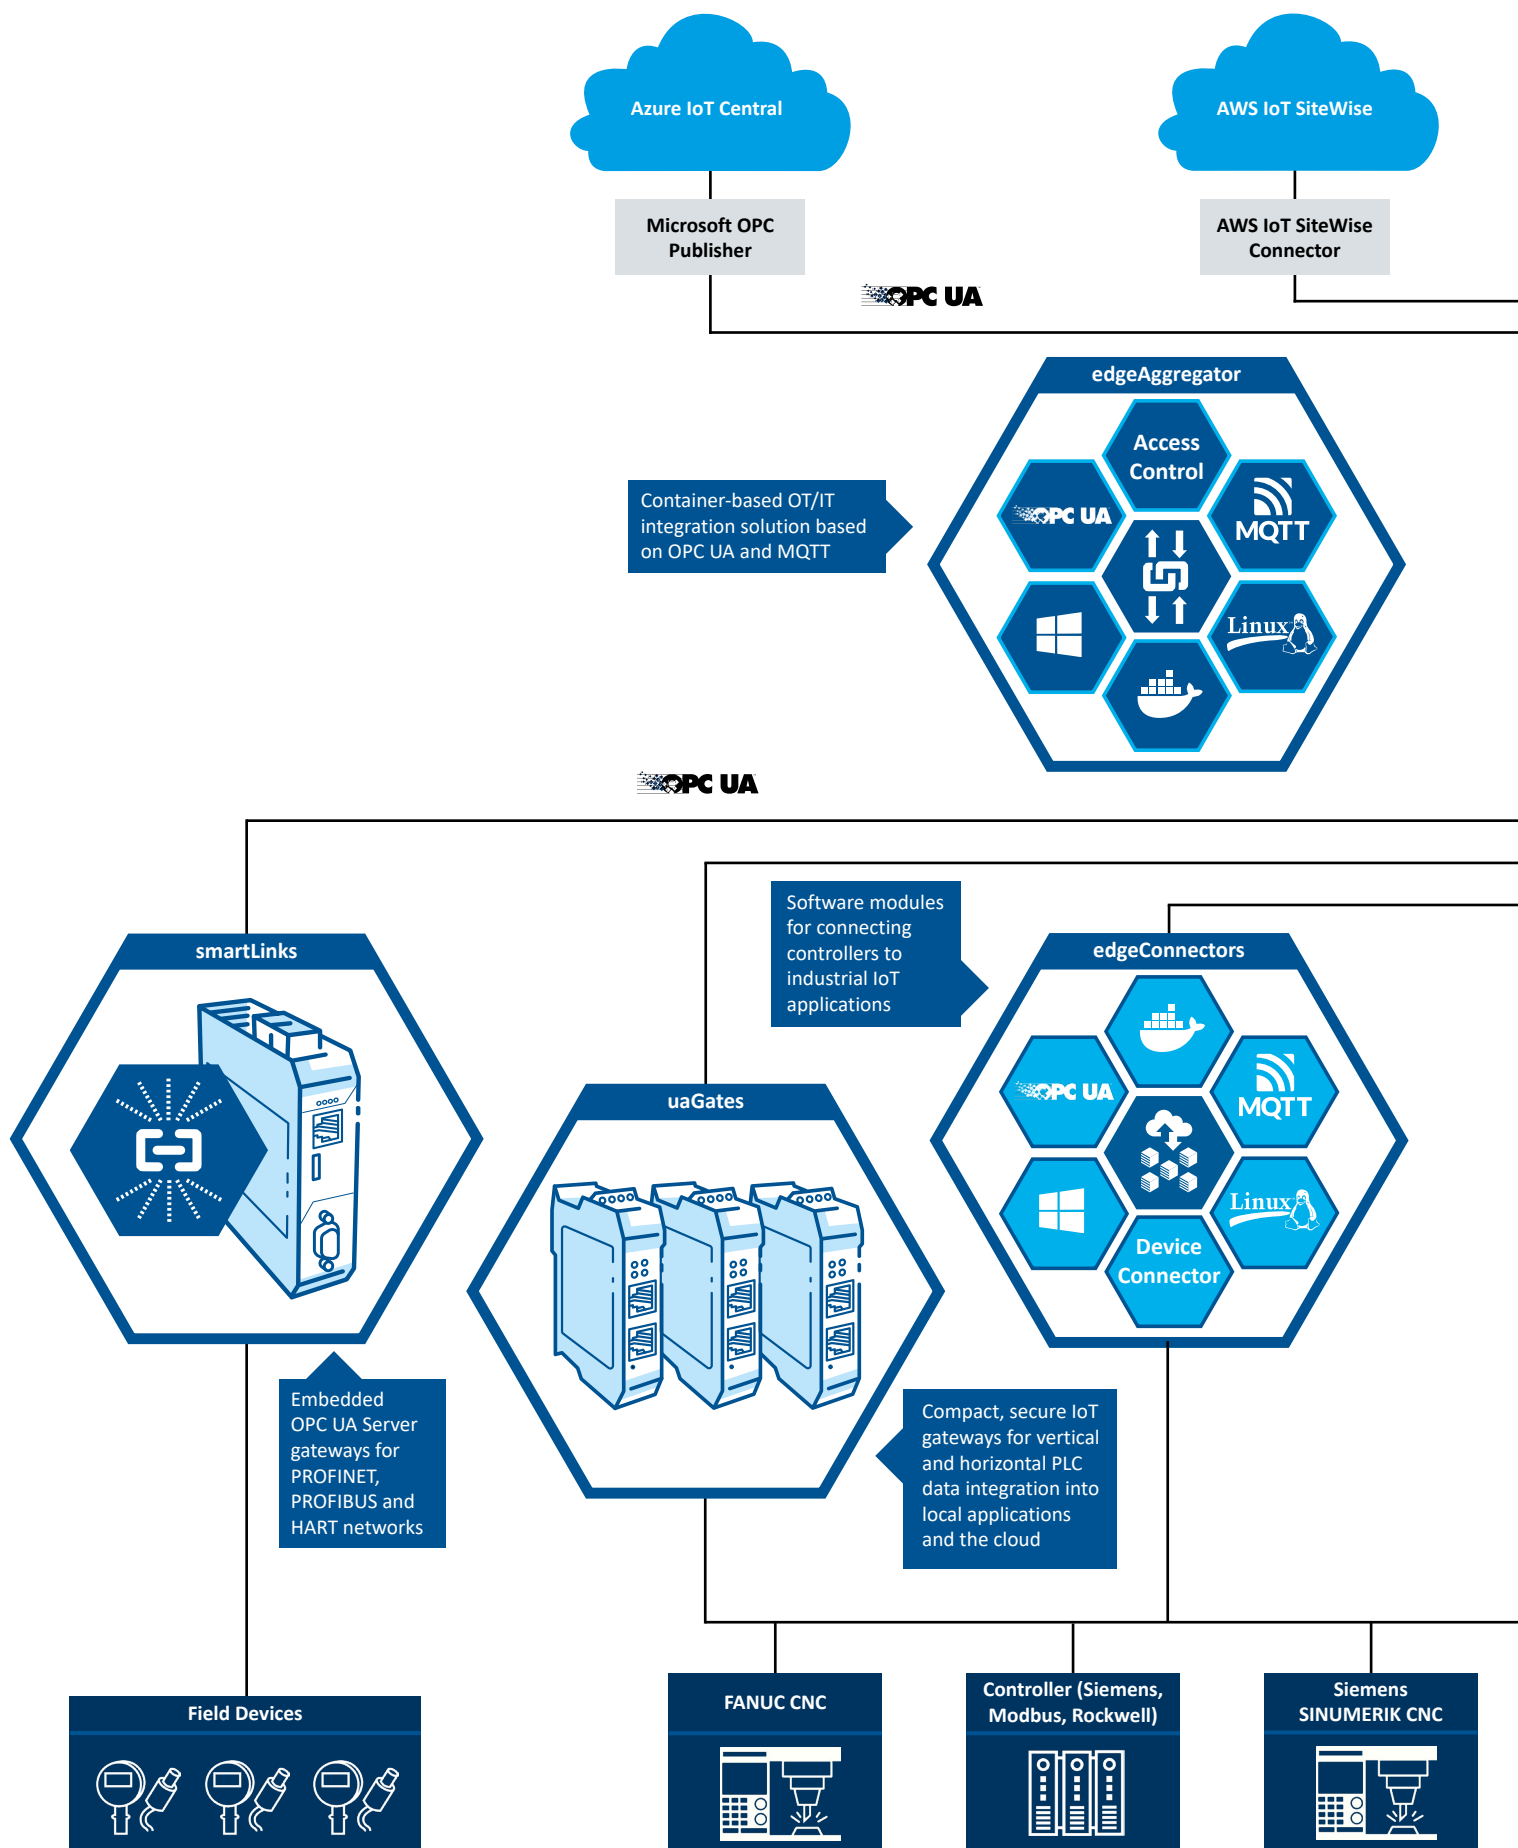 Azure IoT Central
AWS IoT SiteWise
Microsoft OPC
Publisher
AWS IoT SiteWise
Connector
OPC UA
edgeAggregator
Access
Control
OPC UA
MQTT
Linux
Container-based OT/IT
integration solution based
on OPC UA and MQTT
OPC UA
Software modules
for connecting
controllers to
industrial IoT
applications
smartLinks
edgeConnectors
OPC UA
MQTT
Linux
Device
Connector
uaGates
Embedded
OPC UA Server
gateways for
PROFINET,
PROFIBUS and
HART networks
Compact, secure IoT
gateways for vertical
and horizontal PLC
data integration into
local applications
and the cloud
Field Devices
FANUC CNC
Controller (Siemens,
Modbus, Rockwell)
Siemens
SINUMERIK CNC